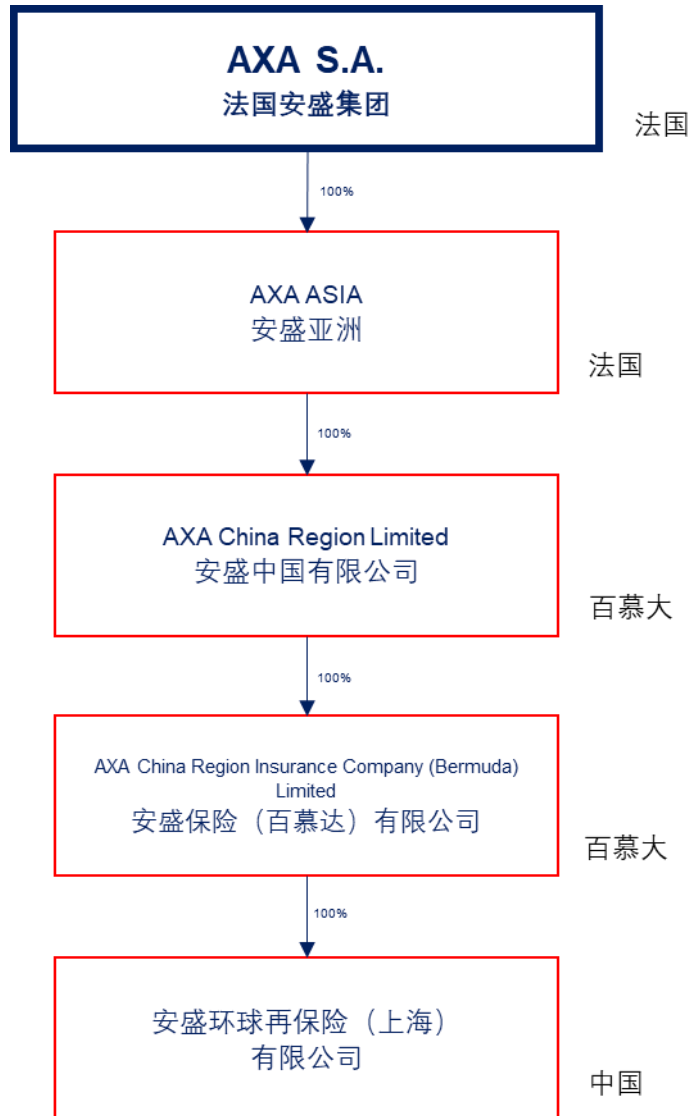 AXA S.A.
法国安盛集团
法国
100%
AXA ASIA
安盛亚洲
法国
100%
AXA China Region Limited
安盛中国有限公司
百慕大
100%
AXA China Region Insurance Company (Bermuda)
Limited
安盛保险（百慕达）有限公司
百慕大
100%
安盛环球再保险（上海）
有限公司
中国